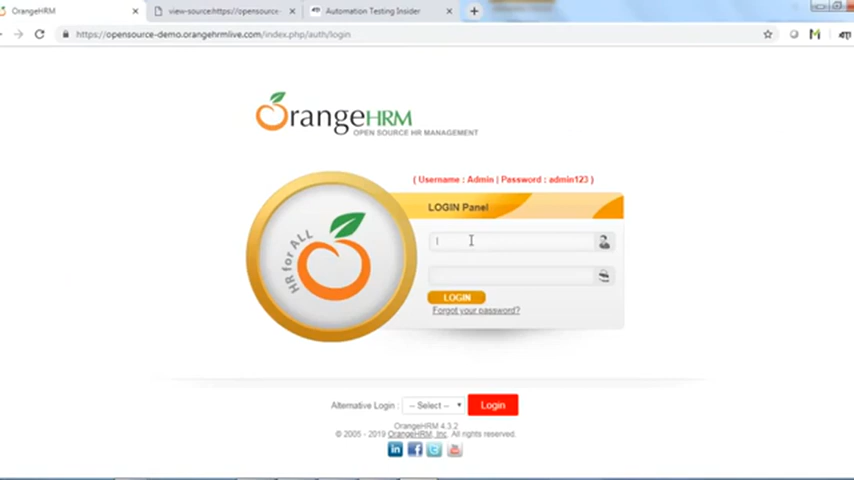 OrangeHRM
view-source:https://opensource-
Automation Testing Insider
https://opensource-demo.orangehrmlive.com/index.php/auth/login
OrangeHRM
OPEN SOURCE HR MANAGEMENT
( Username : Admin | Password : admin123 )
LOGIN Panel
HR for ALL
LOGIN
Forgot your password?
Alternative Login : -- Select -- Login
OrangeHRM 4.3.2
© 2005 - 2019 OrangeHRM, Inc. All rights reserved.